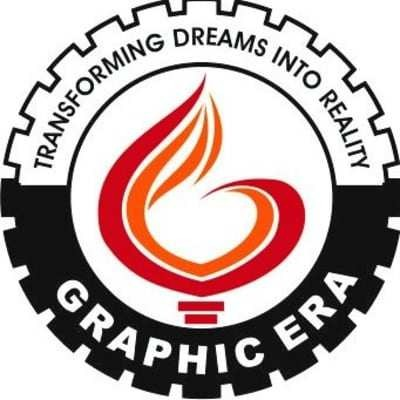 TRANSFORMING DREAMS INTO REALITY
GRAPHIC ERA